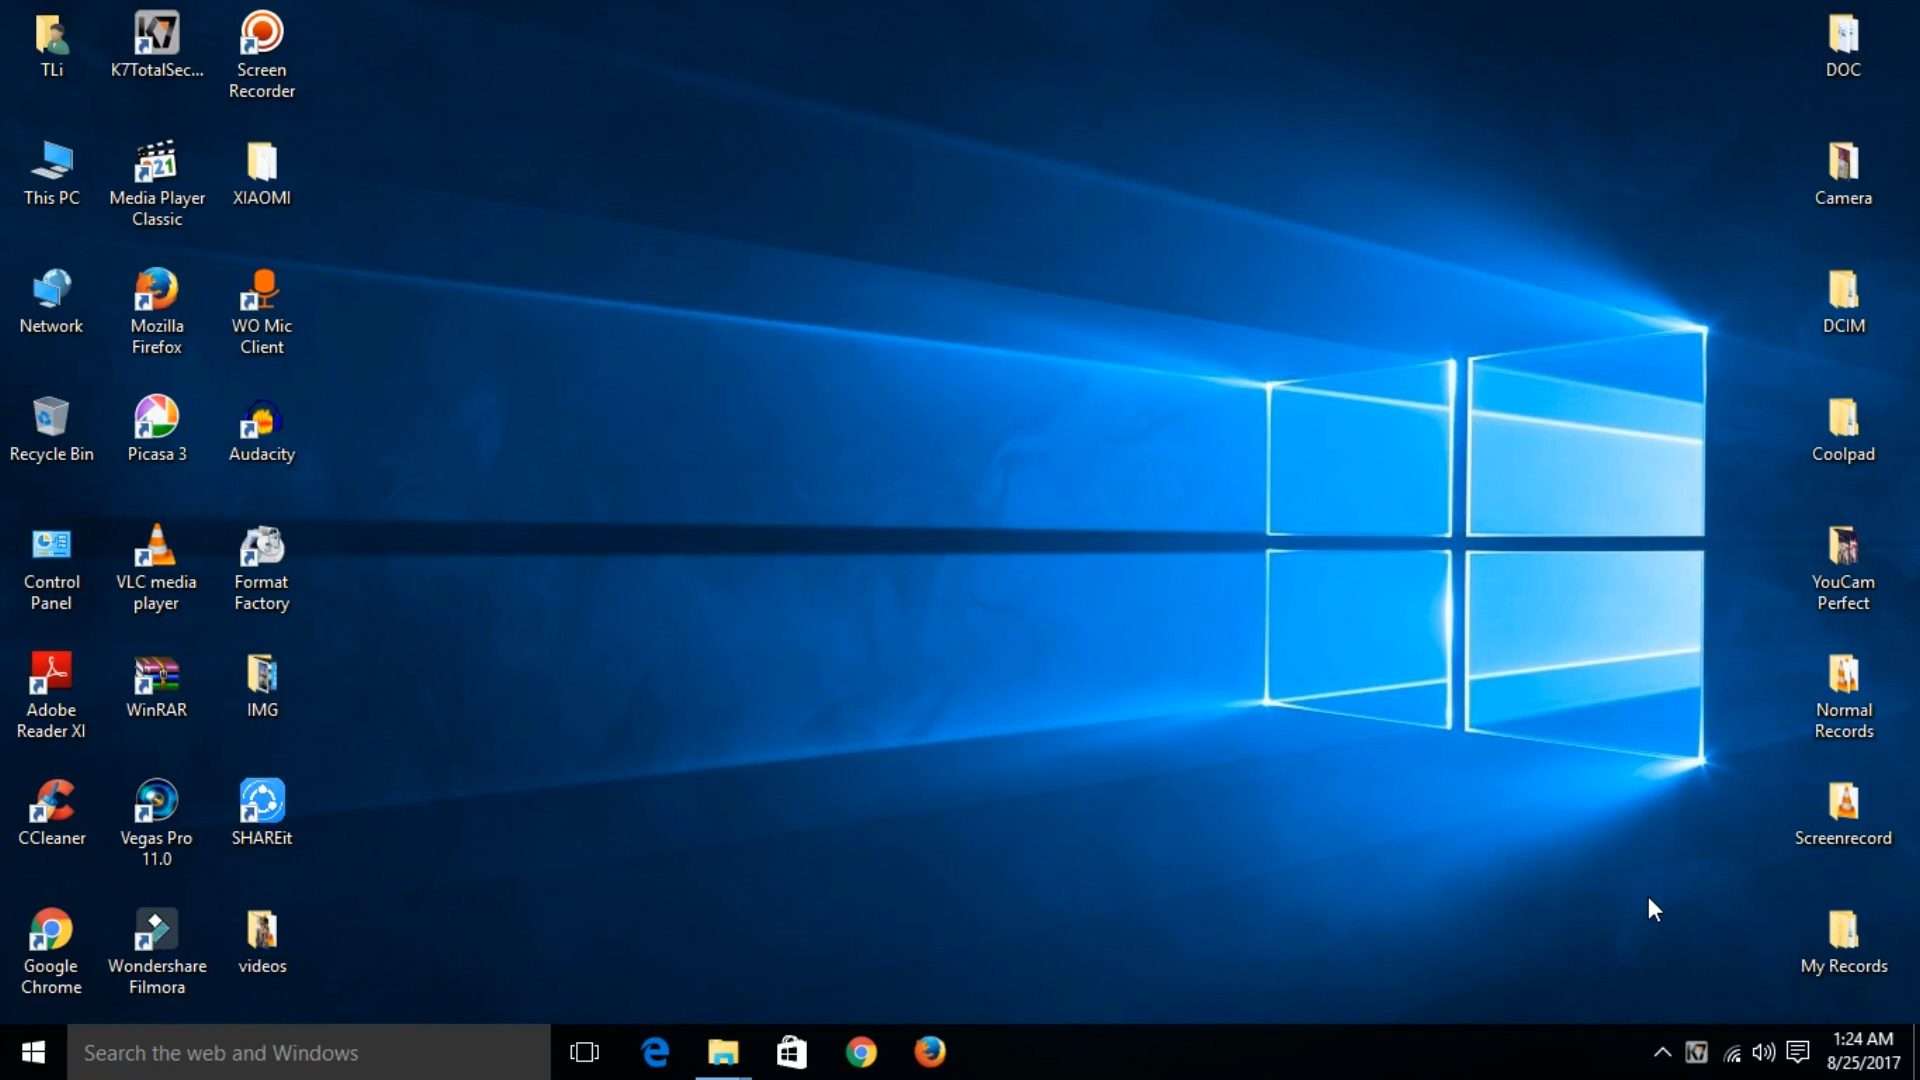 TLi
K7TotalSec...
Screen
Recorder
DOC
This PC
Media Player
Classic
XIAOMI
Camera
Network
Mozilla
Firefox
WO Mic
Client
DCIM
Recycle Bin
Picasa 3
Audacity
Coolpad
Control
Panel
VLC media
player
Format
Factory
YouCam
Perfect
Adobe
Reader XI
WinRAR
IMG
Normal
Records
CCleaner
Vegas Pro
11.0
SHAREit
Screenrecord
Google
Chrome
Wondershare
Filmora
videos
My Records
Search the web and Windows
1:24 AM
8/25/2017
K7
321
K7